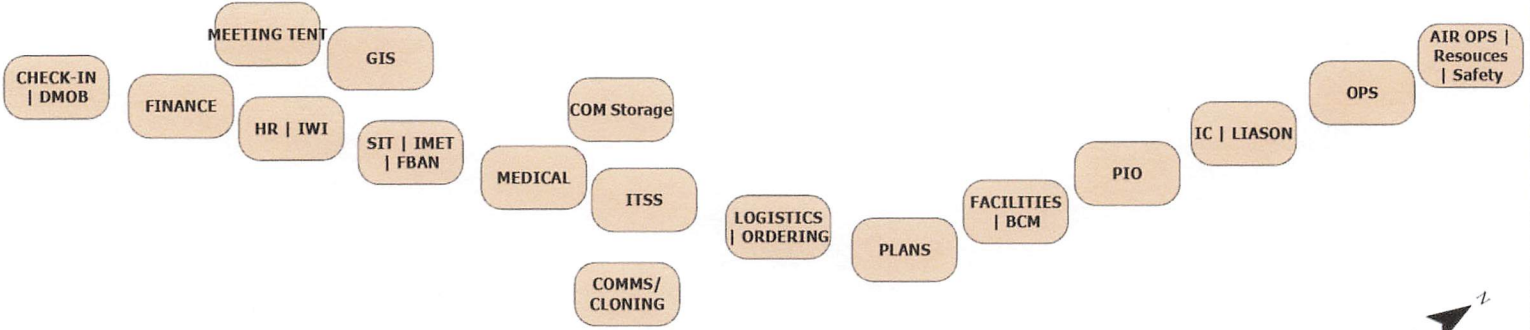 MEETING TENT
GIS
CHECK-IN
| DMOB
FINANCE
HR | IWI
SIT | IMET
| FBAN
COM Storage
MEDICAL
ITSS
COMMS/
CLONING
LOGISTICS
| ORDERING
PLANS
FACILITIES
| BCM
PIO
IC | LIASON
OPS
AIR OPS |
Resouces
| Safety
N